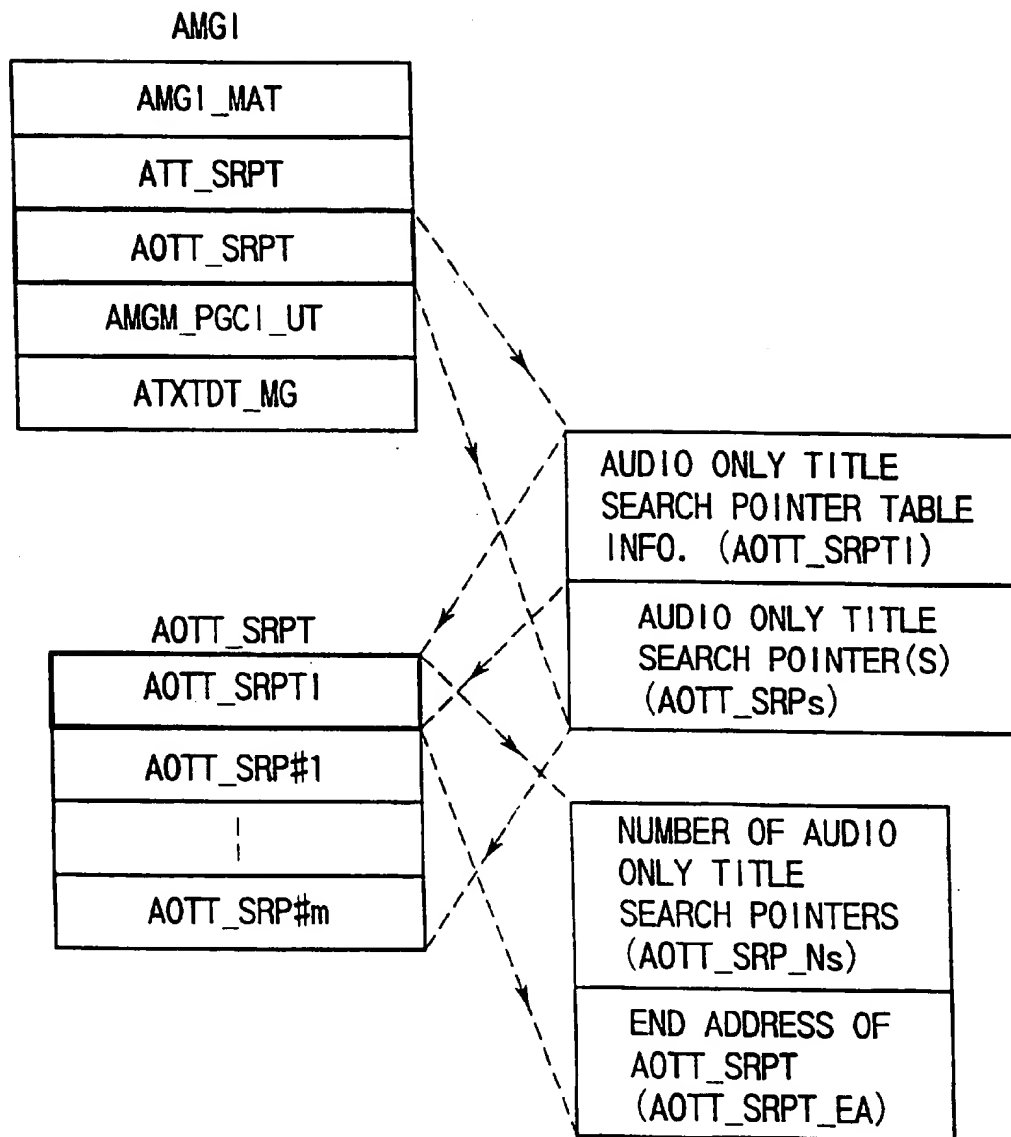 AMGI
AMGI_MAT
ATT_SRPT
AOTT_SRPT
AMGM_PGCI_UT
ATXTDT_MG
AUDIO ONLY TITLE
SEARCH POINTER TABLE
INFO. (AOTT_SRPTI)
AUDIO ONLY TITLE
SEARCH POINTER(S)
(AOTT_SRPs)
AOTT_SRPT
AOTT_SRPTI
AOTT_SRP#1
AOTT_SRP#m
NUMBER OF AUDIO
ONLY TITLE
SEARCH POINTERS
(AOTT_SRP_Ns)
END ADDRESS OF
AOTT_SRPT
(AOTT_SRPT_EA)